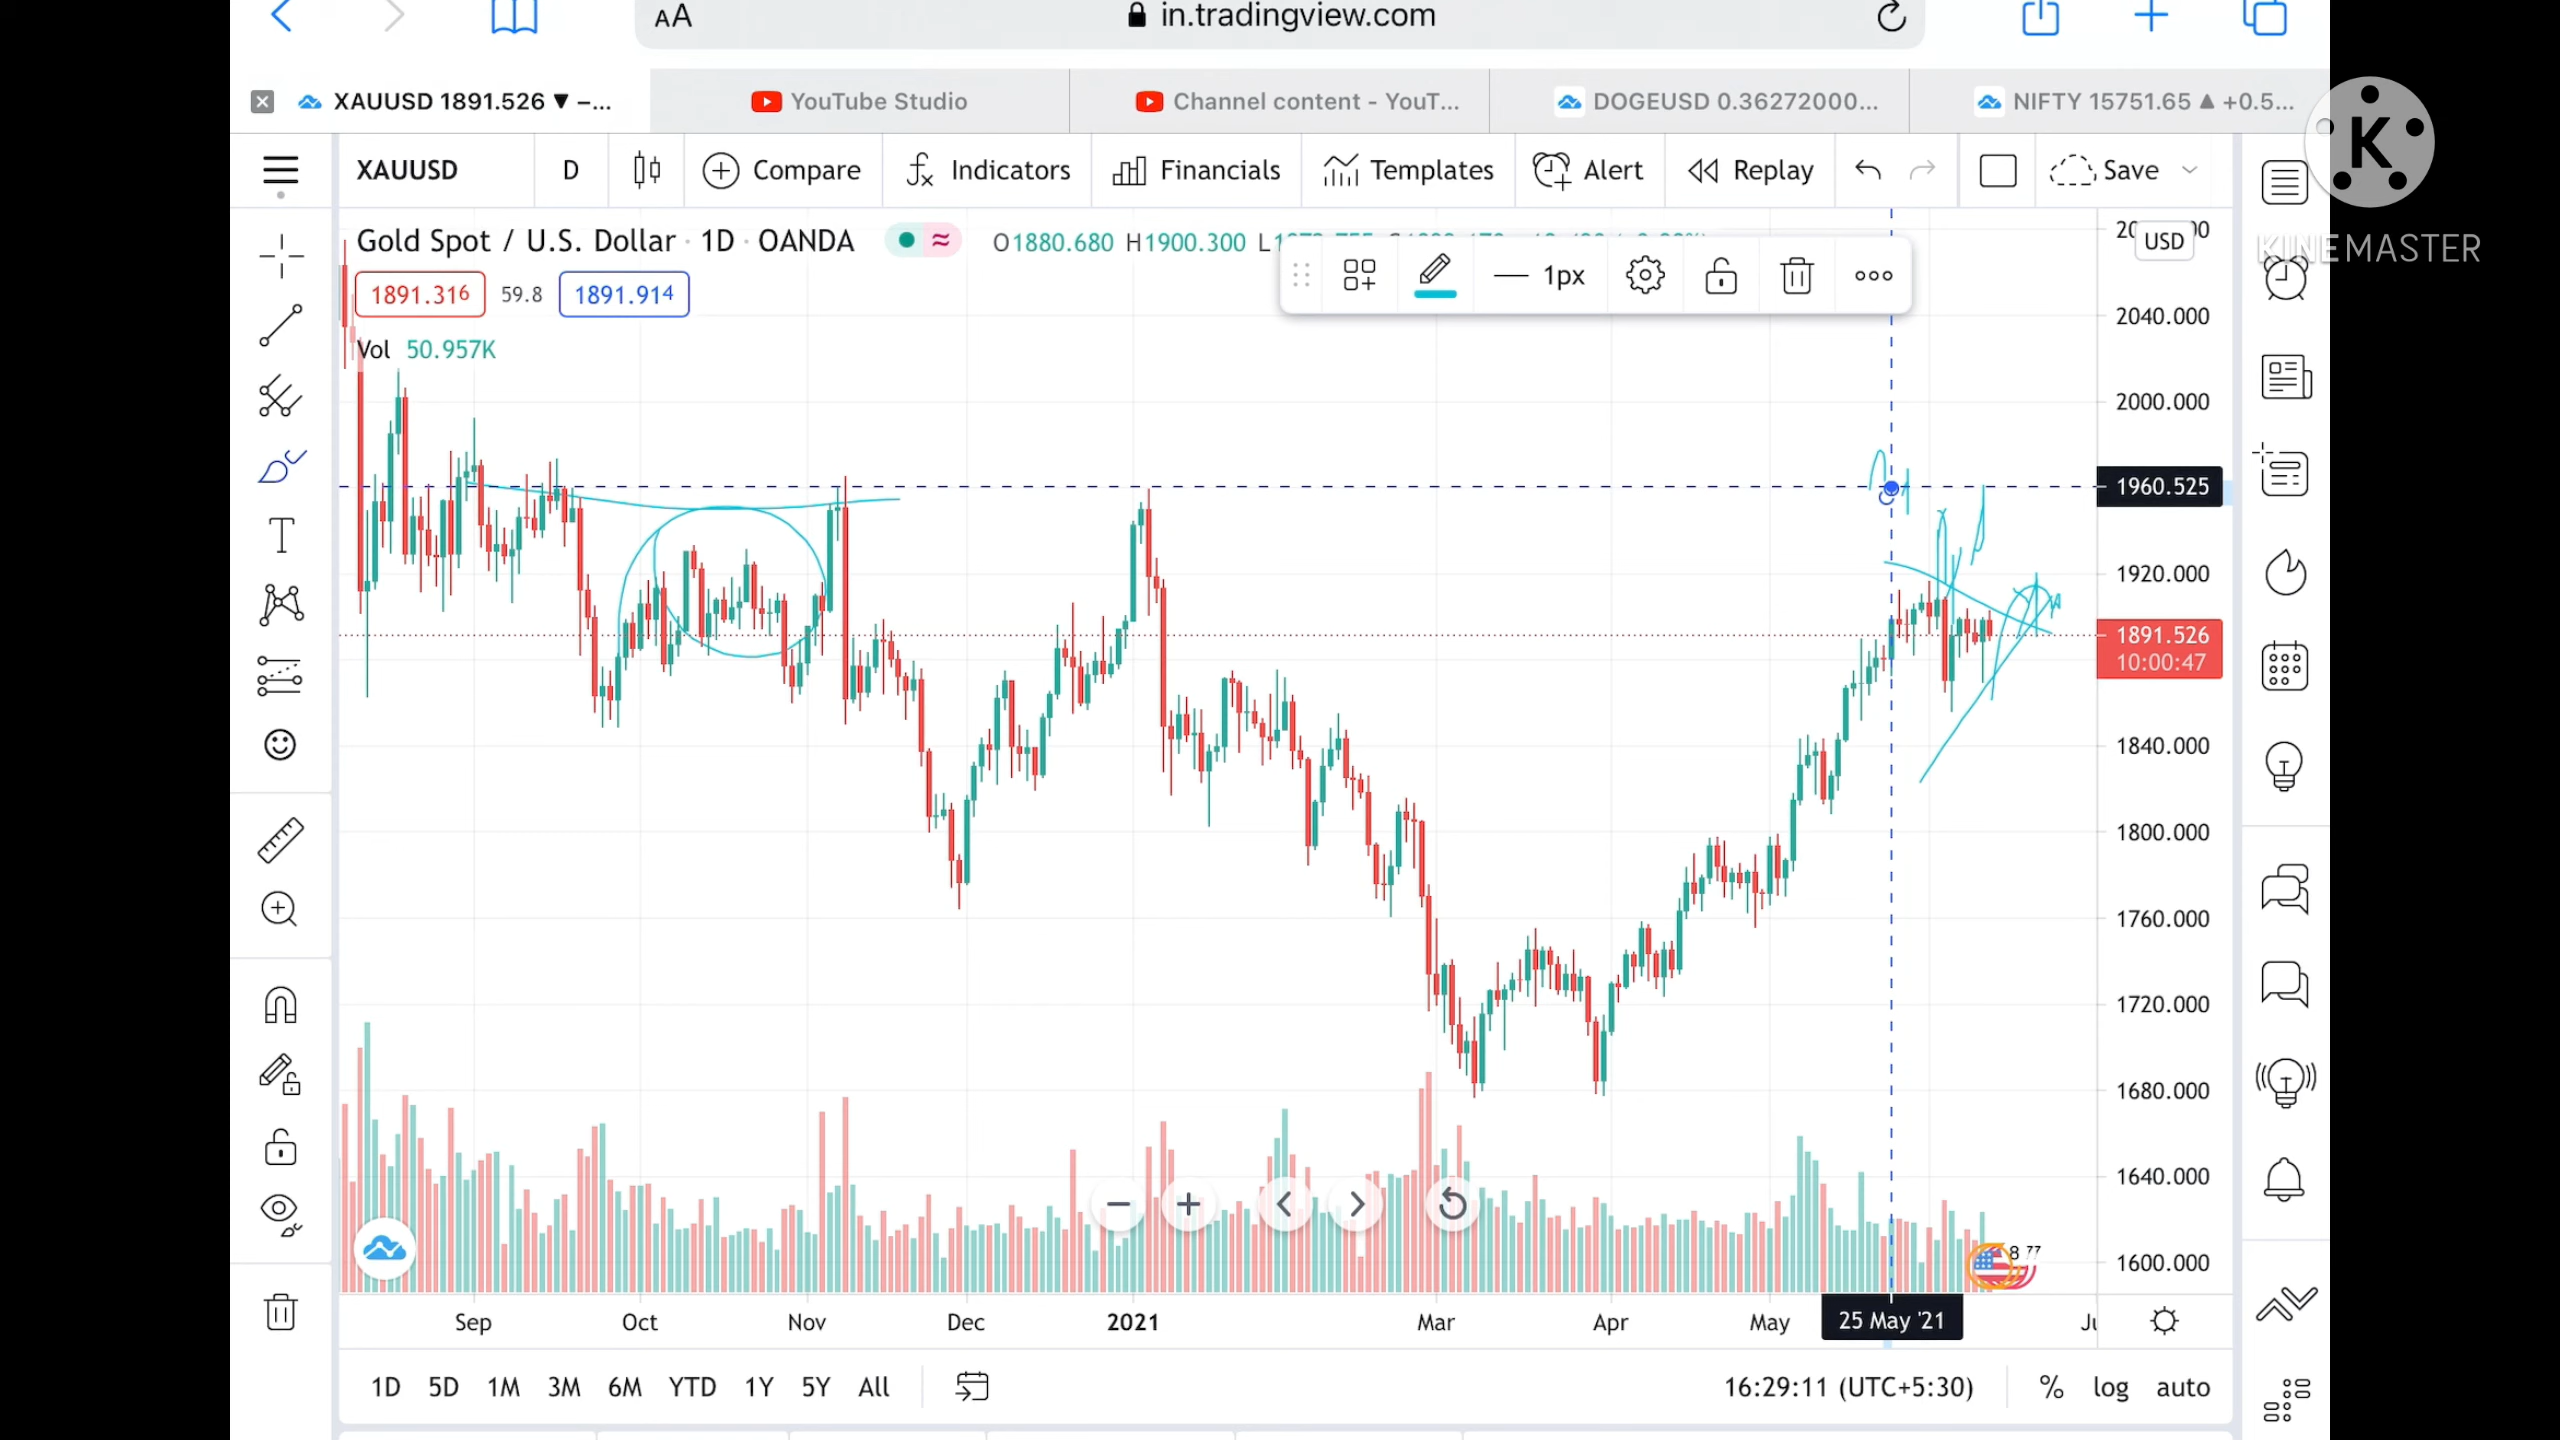 AA in.tradingview.com
XAUUSD 1891.526 ▼ –... YouTube Studio Channel content - YouT... DOGEUSD 0.36272000... NIFTY 15751.65 ▲ +0.5...
K
KINEMASTER
XAUUSD D Compare Indicators Financials Templates Alert Replay Save
Gold Spot / U.S. Dollar · 1D · OANDA O1880.680 H1900.300
1px
USD
1891.316 59.8 1891.914
Vol 50.957K
2040.000
2000.000
1960.525
1920.000
1891.526
10:00:47
1840.000
1800.000
1760.000
1720.000
1680.000
1640.000
1600.000
Sep Oct Nov Dec 2021 Mar Apr May 25 May '21
1D 5D 1M 3M 6M YTD 1Y 5Y All 16:29:11 (UTC+5:30) % log auto